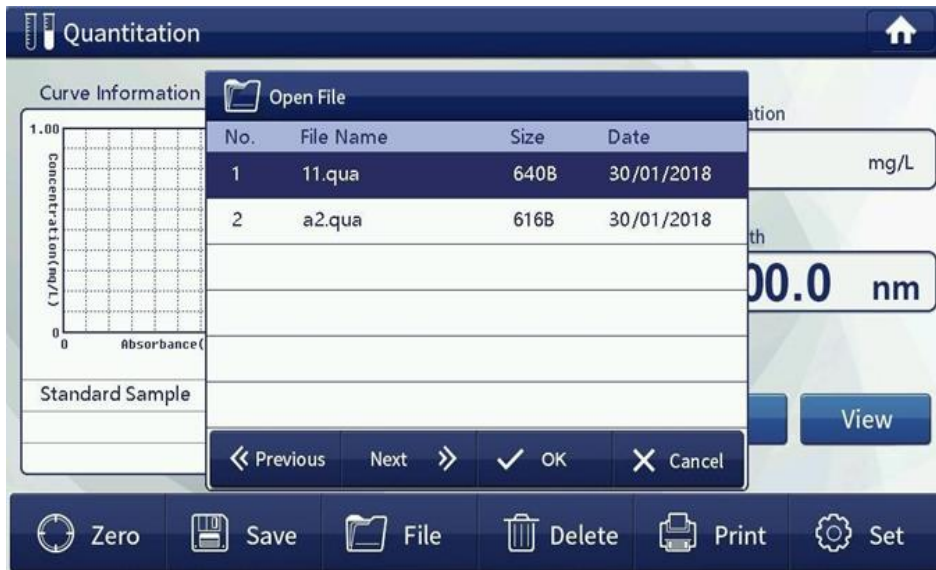 Quantitation
Curve Information
1.00
Concentration(mg/L)
0
0
Absorbance(
Standard Sample
Open File
No. File Name Size Date
1 11.qua 640B 30/01/2018
2 a2.qua 616B 30/01/2018
Previous Next OK Cancel
ation
mg/L
th
00.0 nm
View
Zero Save File Delete Print Set